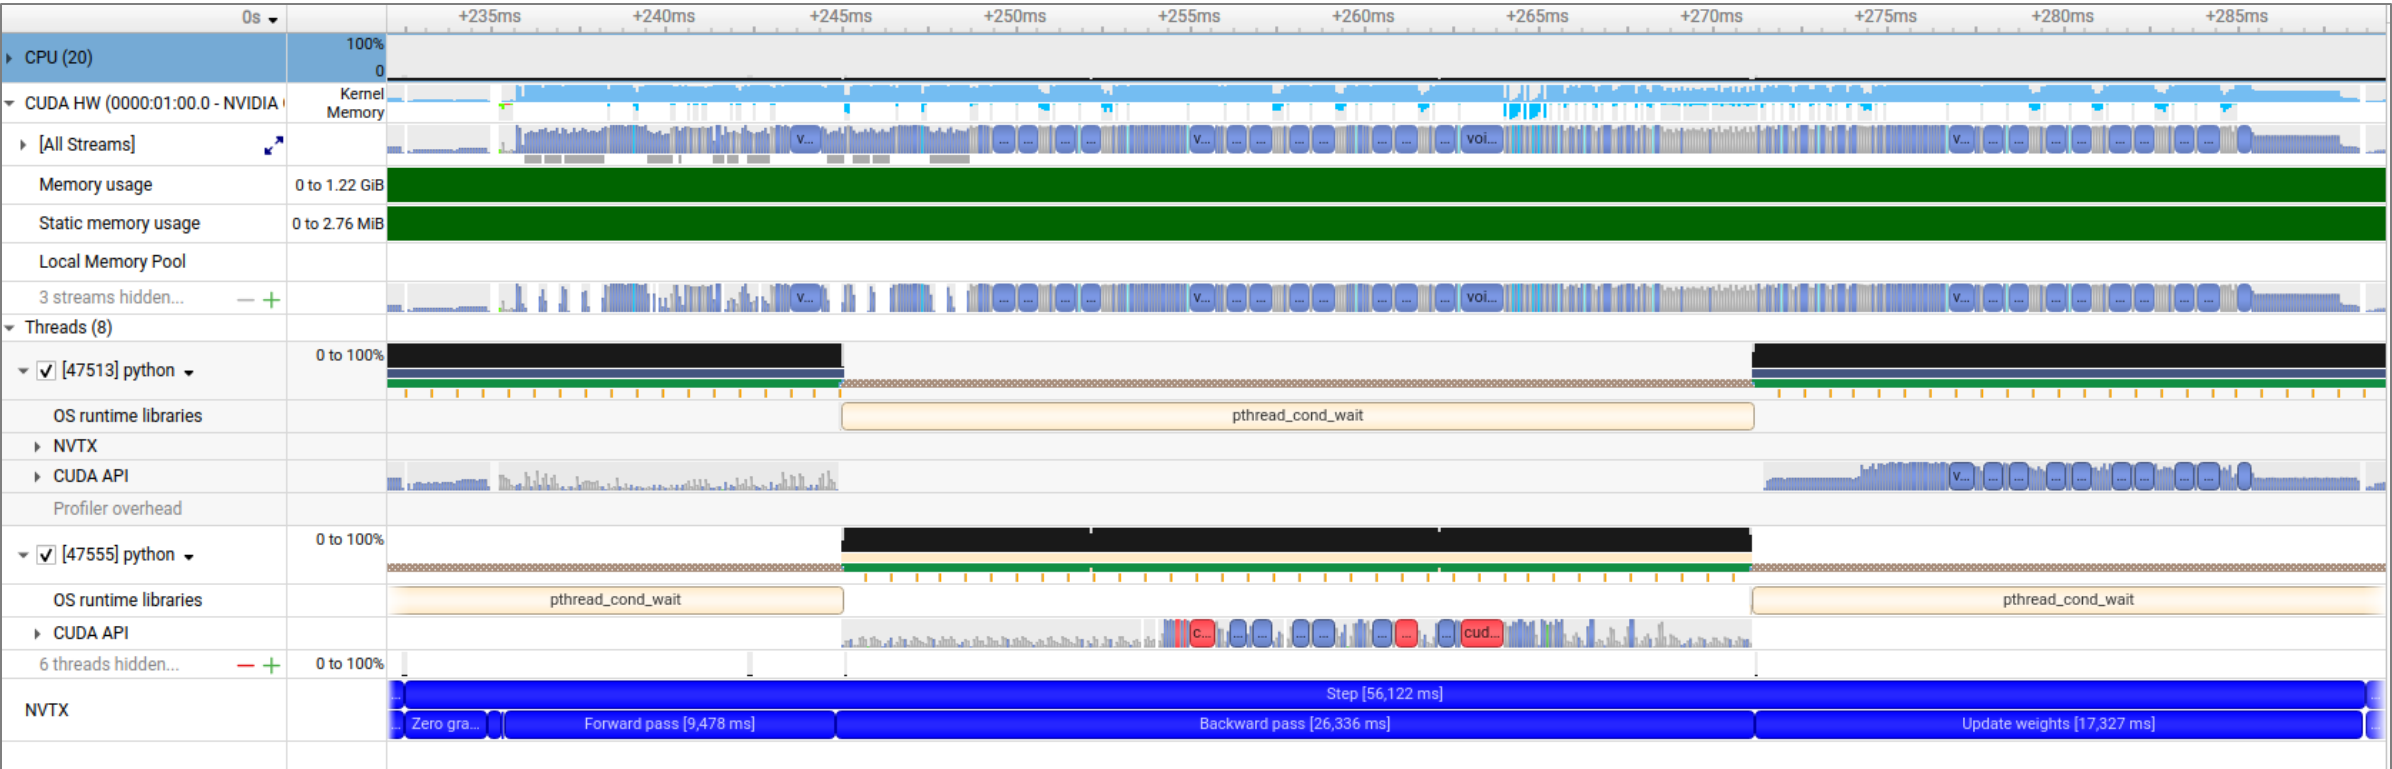 0s +235ms +240ms +245ms +250ms +255ms +260ms +265ms +270ms +275ms +280ms +285ms
CPU (20) 100%
0
CUDA HW (0000:01:00.0 - NVIDIA Kernel
Memory
[All Streams] v... ... ... ... ... v... ... ... ... ... ... ... ... voi... v... ... ... ... ... ... ... ... ...
Memory usage 0 to 1.22 GiB
Static memory usage 0 to 2.76 MiB
Local Memory Pool
3 streams hidden... v... ... ... ... ... v... ... ... ... ... ... ... ... voi... v... ... ... ... ... ... ... ... ...
Threads (8)
[47513] python 0 to 100%
OS runtime libraries pthread_cond_wait
NVTX
CUDA API v... ... ... ... ... ... ... ... ...
Profiler overhead
[47555] python 0 to 100%
OS runtime libraries pthread_cond_wait pthread_cond_wait
CUDA API c... ... ... ... ... ... ... ... cud...
6 threads hidden... 0 to 100%
NVTX
... Step [56,122 ms] ...
... Zero gra... Forward pass [9,478 ms] Backward pass [26,336 ms] Update weights [17,327 ms] ...